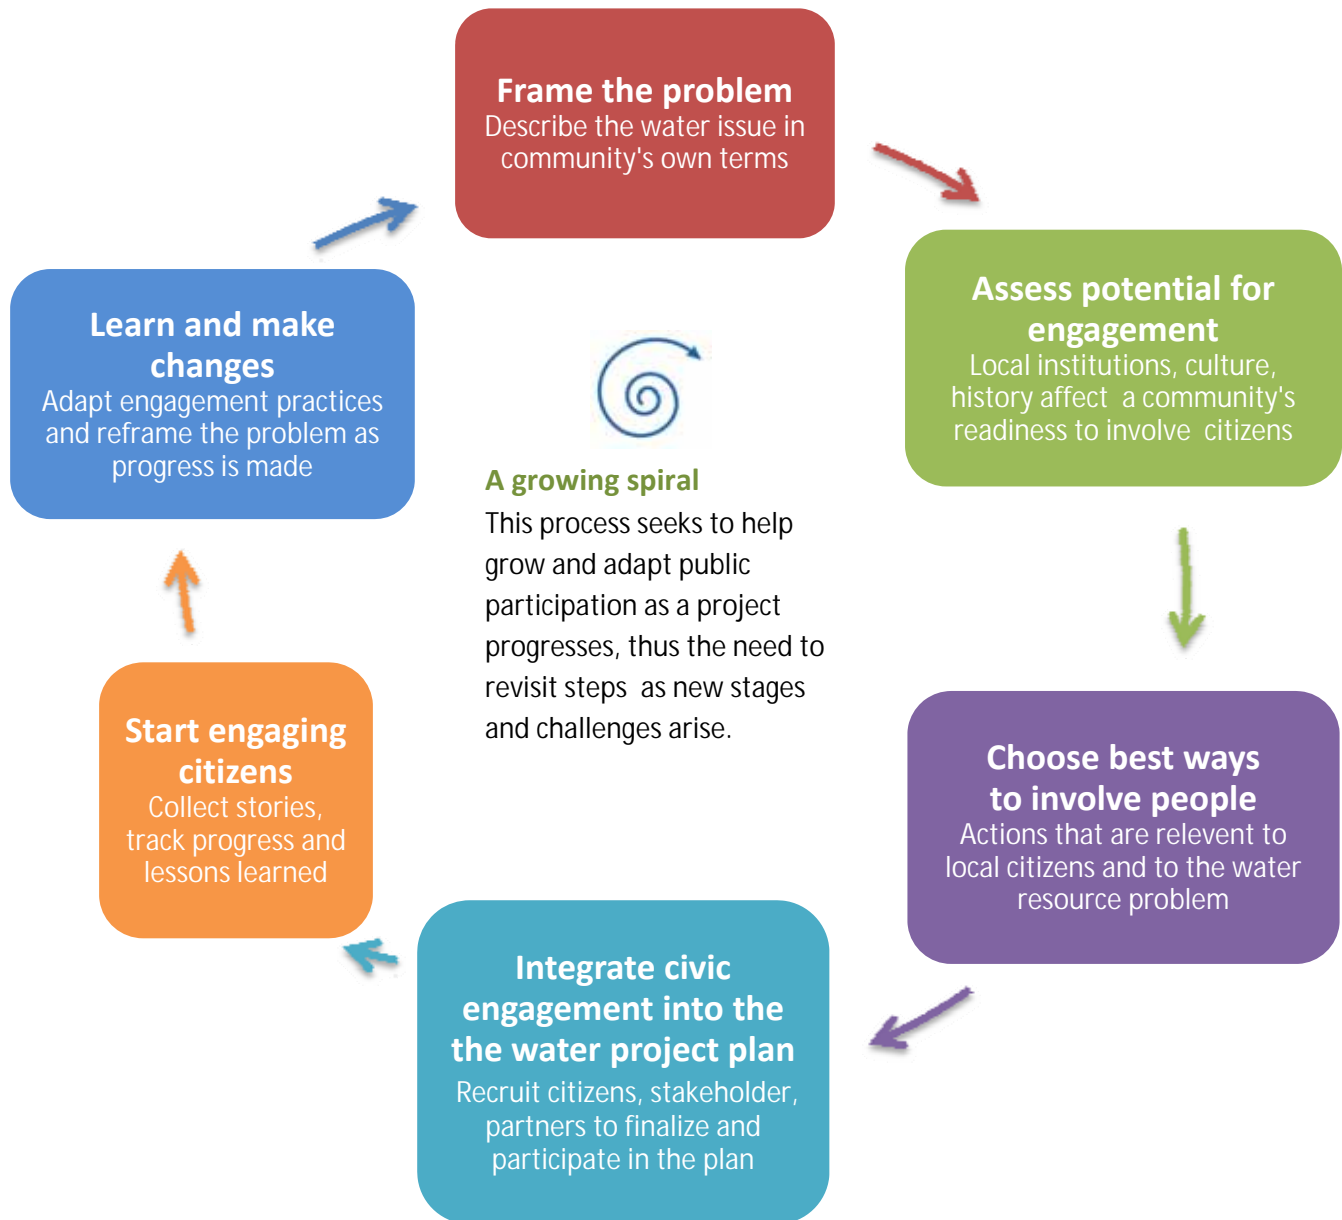 Frame the problem
Describe the water issue in
community's own terms
Assess potential for
engagement
Local institutions, culture,
history affect a community's
readiness to involve citizens
Choose best ways
to involve people
Actions that are relevent to
local citizens and to the water
resource problem
Integrate civic
engagement into the
the water project plan
Recruit citizens, stakeholder,
partners to finalize and
participate in the plan
Start engaging
citizens
Collect stories,
track progress and
lessons learned
Learn and make
changes
Adapt engagement practices
and reframe the problem as
progress is made
A growing spiral
This process seeks to help
grow and adapt public
participation as a project
progresses, thus the need to
revisit steps as new stages
and challenges arise.